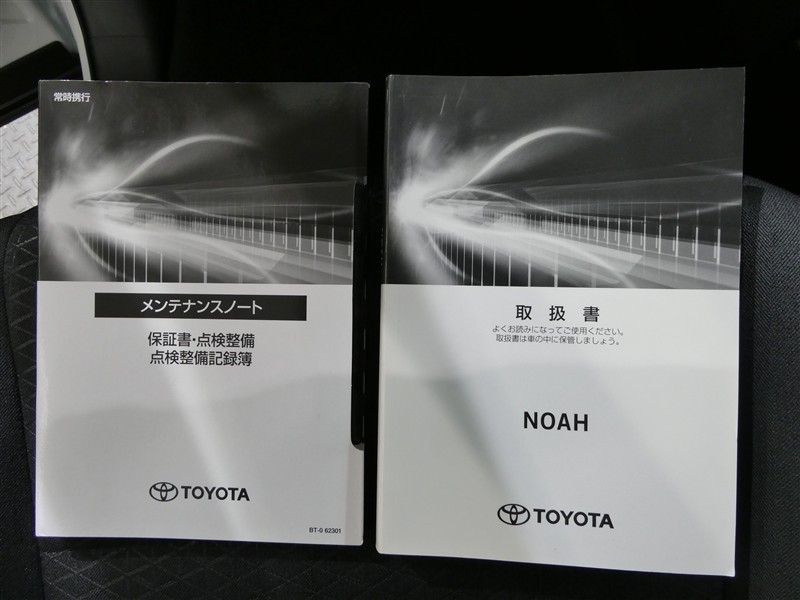 常時携行
メンテナンスノート
保証書・点検整備
点検整備記録簿
TOYOTA
BT-0 62301
取扱書
よくお読みになってご使用ください。
取扱書は車の中に保管しましょう。
NOAH
TOYOTA